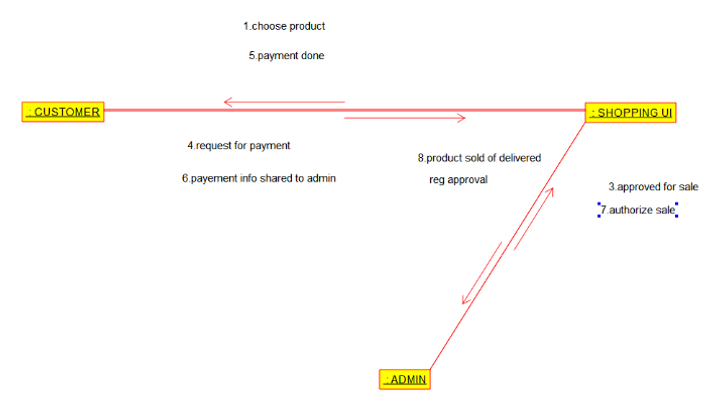 1.choose product
5.payment done
: CUSTOMER
: SHOPPING UI
4.request for payment
6.payement info shared to admin
8.product sold of delivered
reg approval
3.approved for sale
7.authorize sale
: ADMIN